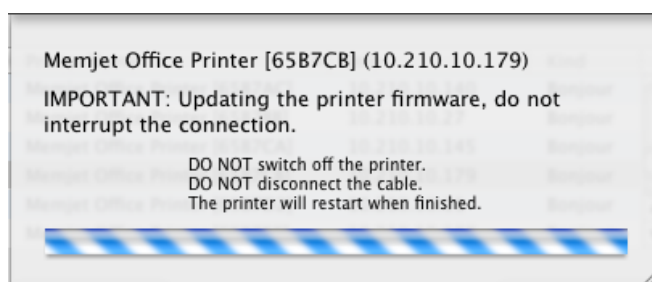 Memjet Office Printer [65B7CB] (10.210.10.179)
IMPORTANT: Updating the printer firmware, do not
interrupt the connection.
DO NOT switch off the printer.
DO NOT disconnect the cable.
The printer will restart when finished.